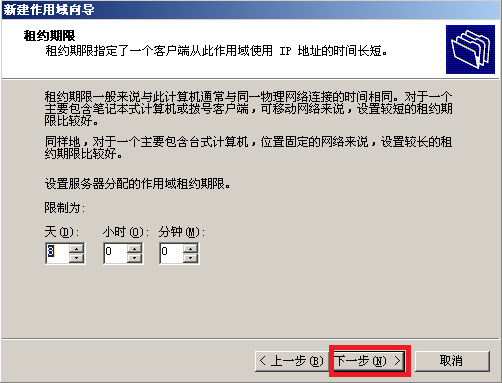 新建作用域向导
租约期限
租约期限指定了一个客户端从此作用域使用 IP 地址的时间长短。
租约期限一般来说与此计算机通常与同一物理网络连接的时间相同。对于一个
主要包含笔记本式计算机或拨号客户端，可移动网络来说，设置较短的租约期
限比较好。
同样地，对于一个主要包含台式计算机，位置固定的网络来说，设置较长的租
约期限比较好。
设置服务器分配的作用域租约期限。
限制为:
天(D): 小时(O): 分钟(M):
8 0 0
< 上一步(B) 下一步(N) > 取消